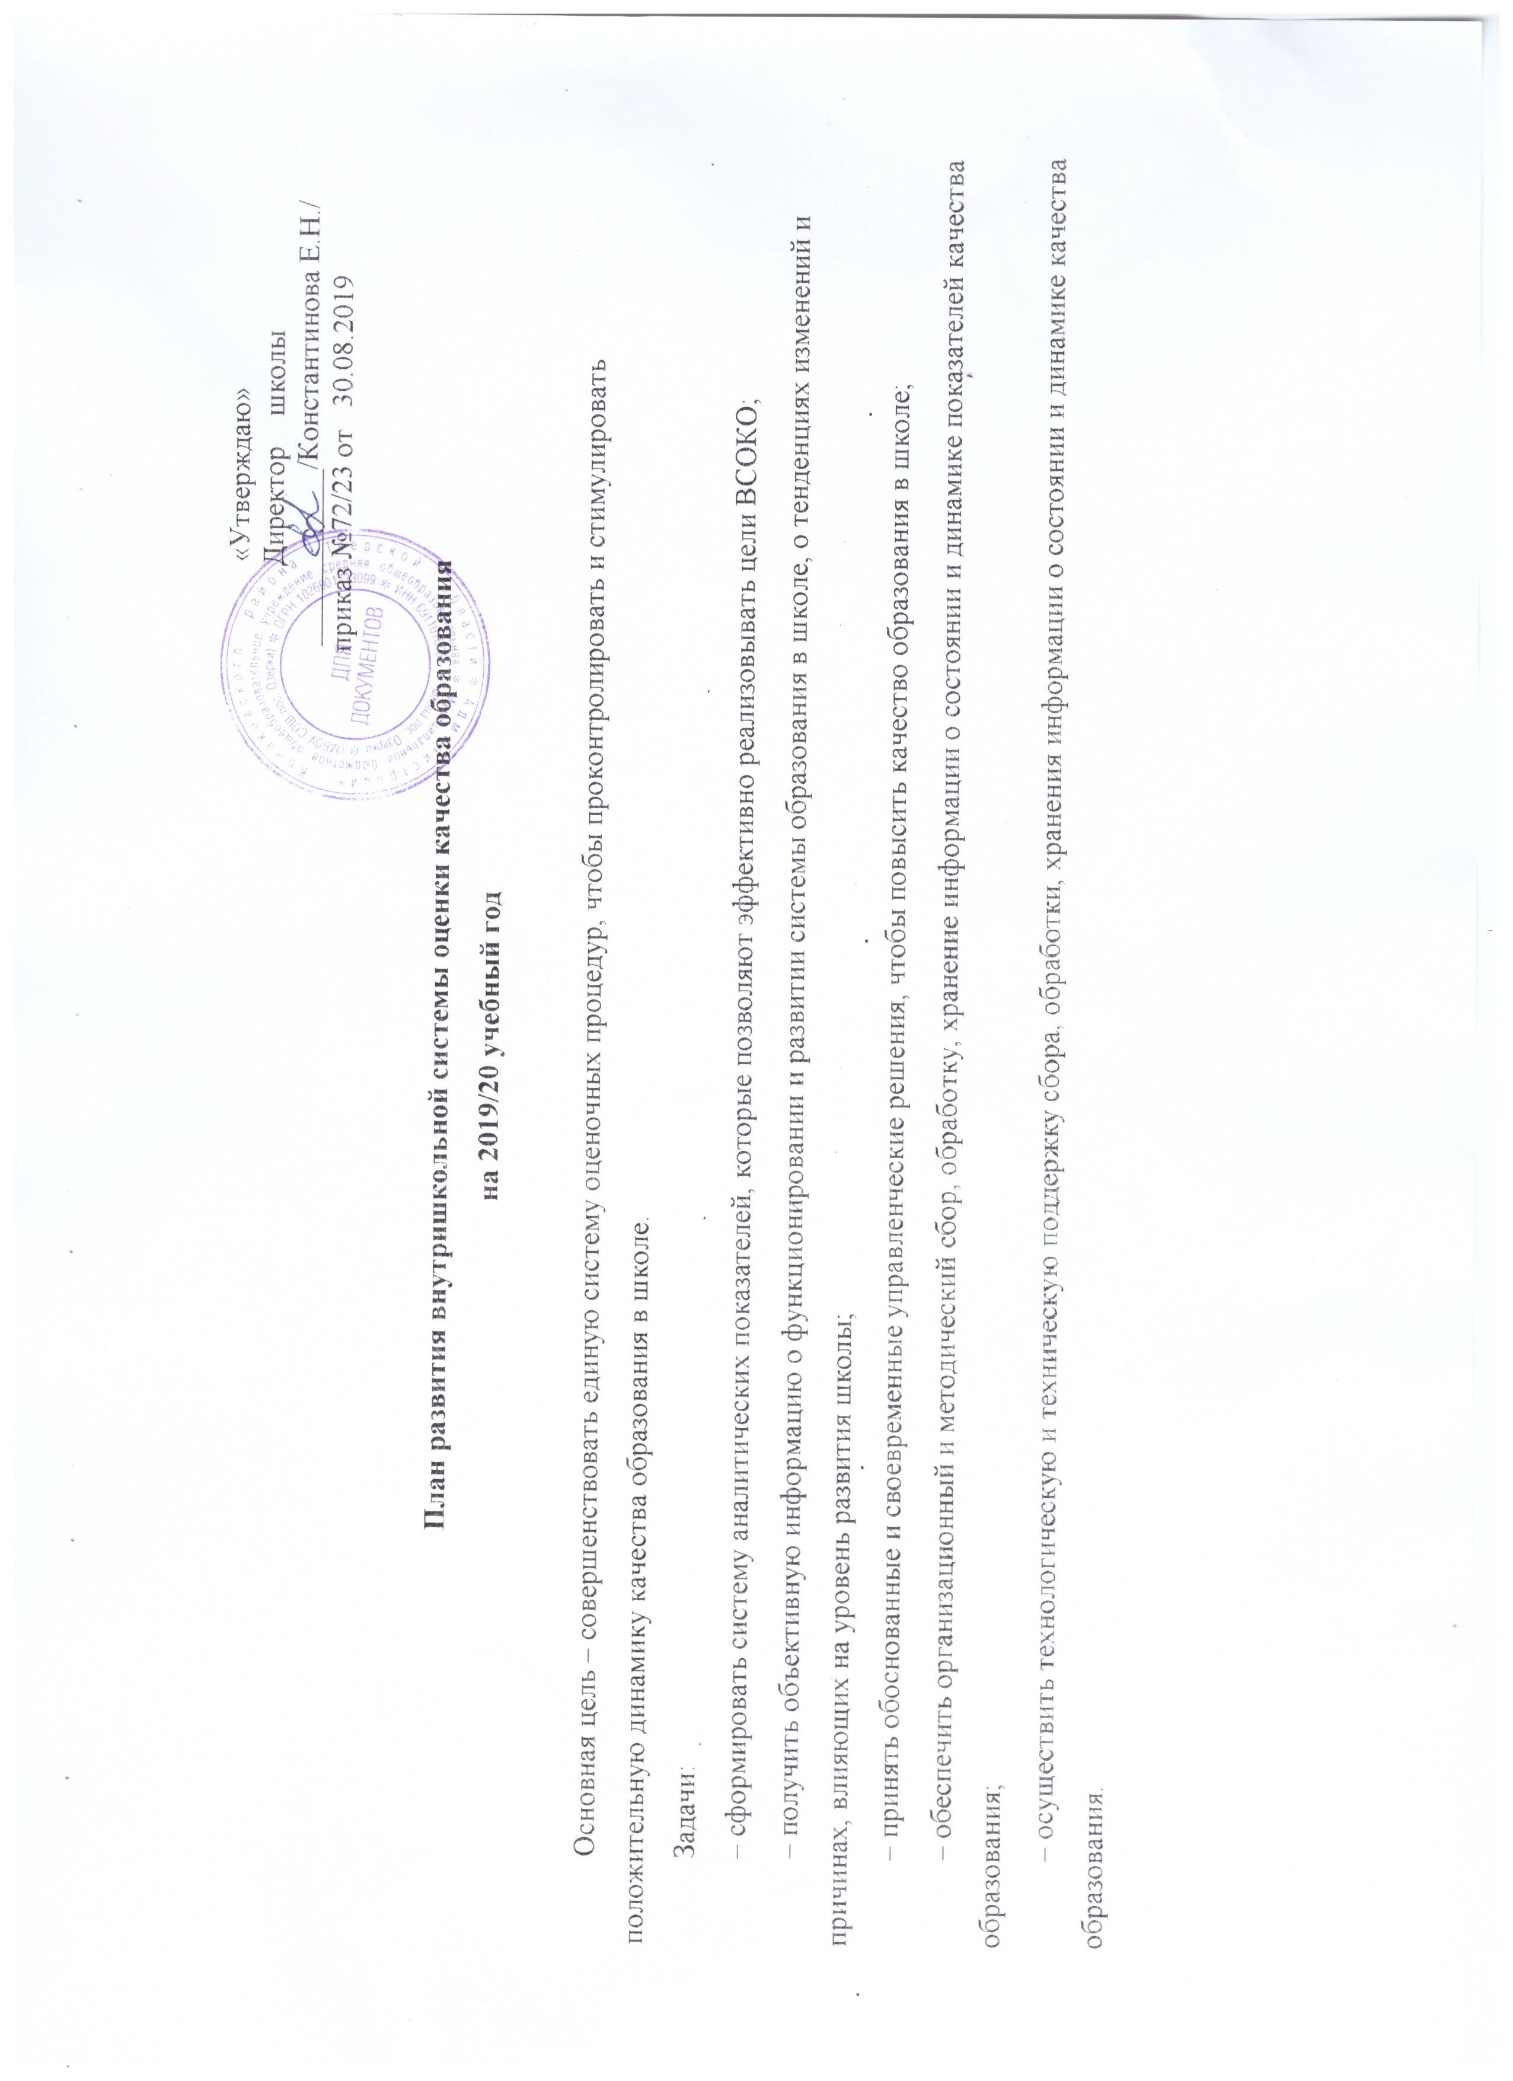 «Утверждаю»
Директор школы
/Константинова Е.Н./
приказ № 72/23 от 30.08.2019
ДЛЯ
ДОКУМЕНТОВ
План развития внутришкольной системы оценки качества образования
на 2019/20 учебный год
Основная цель – совершенствовать единую систему оценочных процедур, чтобы проконтролировать и стимулировать
положительную динамику качества образования в школе.
Задачи:
– сформировать систему аналитических показателей, которые позволяют эффективно реализовывать цели ВСОКО;
– получить объективную информацию о функционировании и развитии системы образования в школе, о тенденциях изменений и
причинах, влияющих на уровень развития школы;
– принять обоснованные и своевременные управленческие решения, чтобы повысить качество образования в школе;
– обеспечить организационный и методический сбор, обработку, хранение информации о состоянии и динамике показателей качества
образования;
– осуществить технологическую и техническую поддержку сбора, обработки, хранения информации о состоянии и динамике качества
образования.